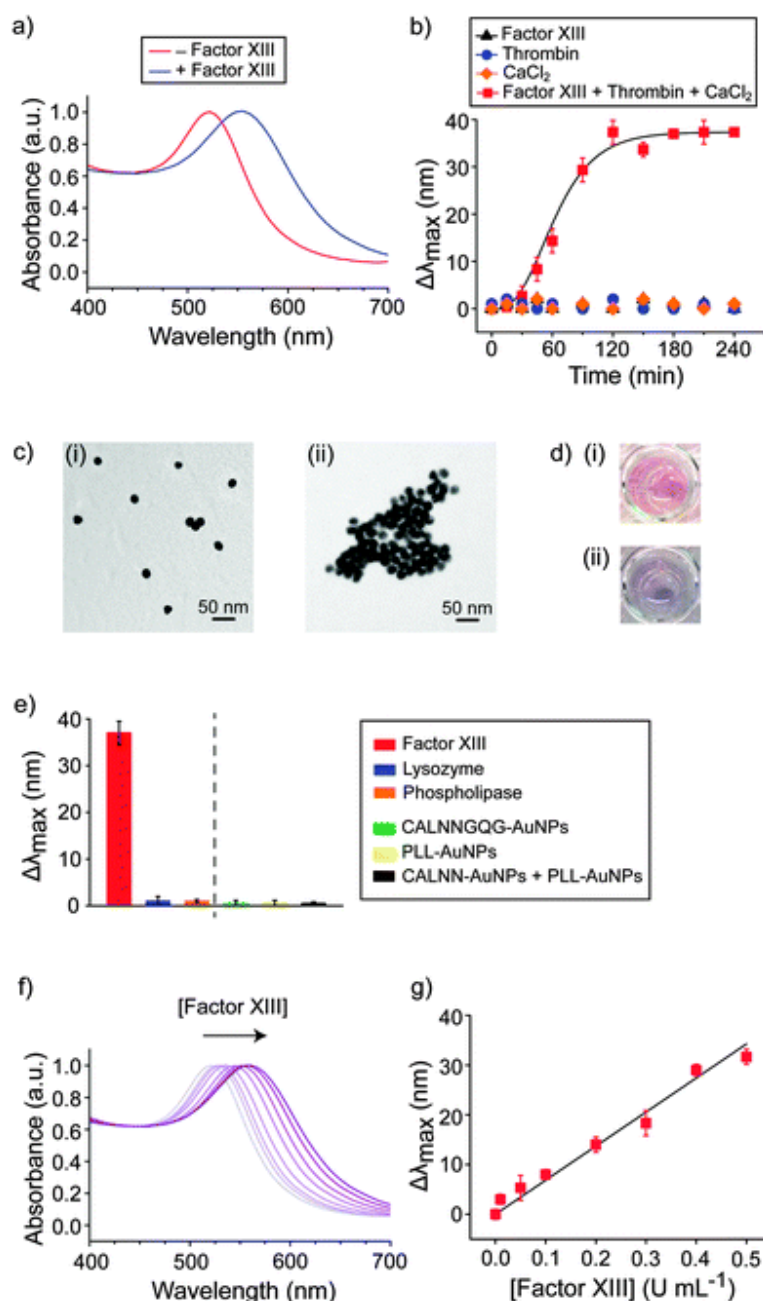 a)
– Factor XIII
+ Factor XIII
Absorbance (a.u.)
1.0
0.8
0.6
0.4
0.2
0.0
400 500 600 700
Wavelength (nm)
b)
Factor XIII
Thrombin
CaCl₂
Factor XIII + Thrombin + CaCl₂
Δλmax (nm)
40
30
20
10
0
0 60 120 180 240
Time (min)
c) (i) (ii)
50 nm 50 nm
d) (i)
(ii)
e)
Δλmax (nm)
40
30
20
10
0
Factor XIII
Lysozyme
Phospholipase
CALNNGQG-AuNPs
PLL-AuNPs
CALNN-AuNPs + PLL-AuNPs
f)
[Factor XIII]
Absorbance (a.u.)
1.0
0.8
0.6
0.4
0.2
0.0
400 500 600 700
Wavelength (nm)
g)
Δλmax (nm)
40
30
20
10
0
0.0 0.1 0.2 0.3 0.4 0.5
[Factor XIII] (U mL⁻¹)